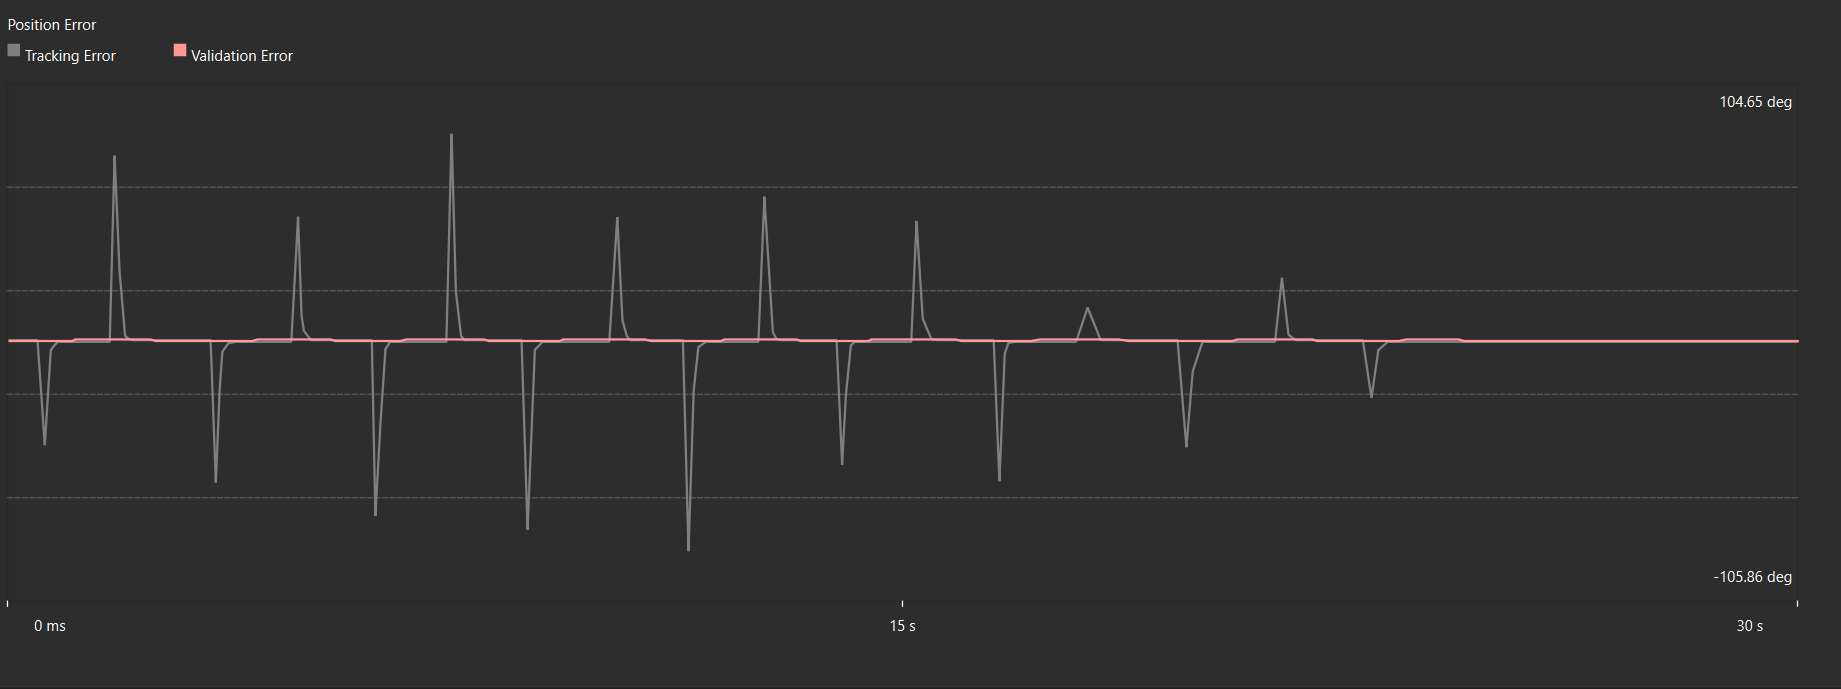 Position Error
Tracking Error Validation Error
104.65 deg
-105.86 deg
0 ms 15 s 30 s